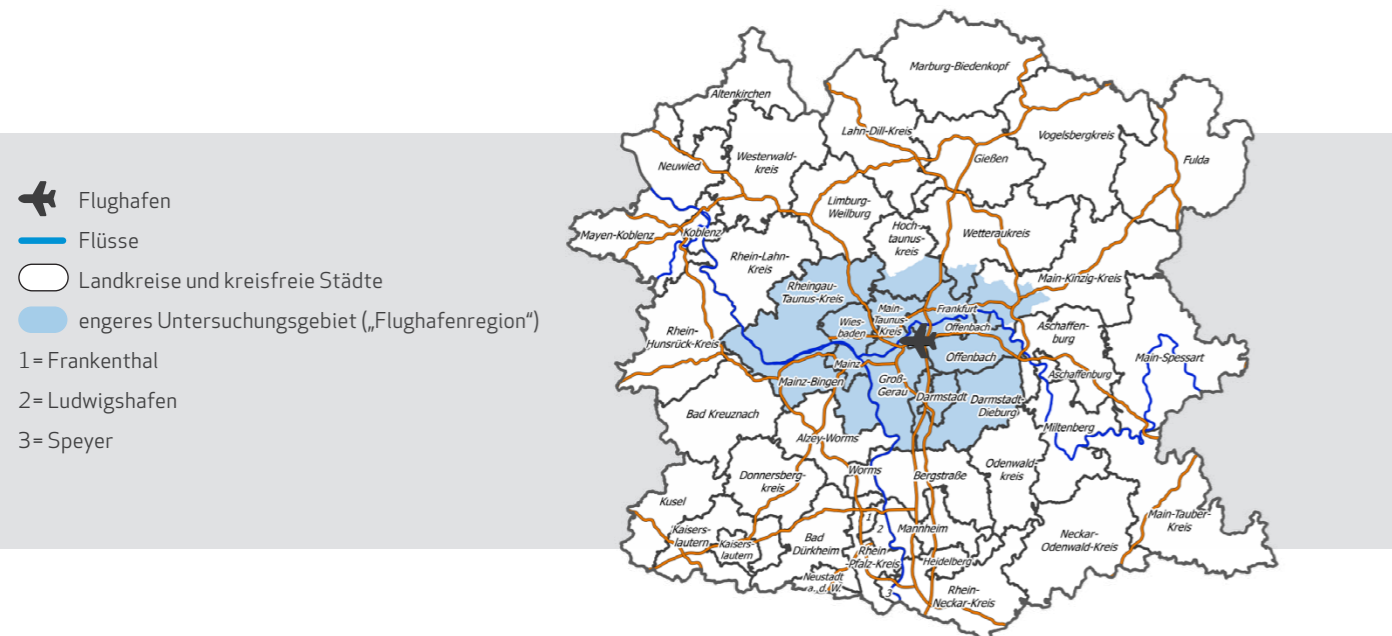 Flughafen
Flüsse
Landkreise und kreisfreie Städte
engeres Untersuchungsgebiet („Flughafenregion“)
1= Frankenthal
2= Ludwigshafen
3= Speyer
Marburg-Biedenkopf
Altenkirchen
Lahn-Dill-Kreis
Vogelsbergkreis
Westerwald-
kreis
Gießen
Fulda
Neuwied
Limburg-
Weilburg
Hoch-
taunus-
kreis
Wetteraukreis
Mayen-Koblenz
Koblenz
Rhein-Lahn-
Kreis
Main-Kinzig-Kreis
Rheingau-
Taunus-Kreis
Main-
Taunus-
Kreis
Frankfurt
Wies-
baden
Offenbach
Aschaffen-
burg
Rhein-
Hunsrück-Kreis
Mainz
Offenbach
Main-Spessart
Mainz-Bingen
Groß-
Gerau
Aschaffenburg
Darmstadt
Darmstadt-
Dieburg
Bad Kreuznach
Miltenberg
Alzey-Worms
Donnersberg-
kreis
Worms
Bergstraße
Odenwald-
kreis
Kusel
Main-Tauber-
Kreis
1
2
Mannheim
Kaisers-
lautern
Kaisers-
lautern
Bad
Dürkheim
Rhein
-Pfalz-Kreis
Heidelberg
Neckar-
Odenwald-Kreis
Neustadt
a. d. W.
3
Rhein-
Neckar-Kreis